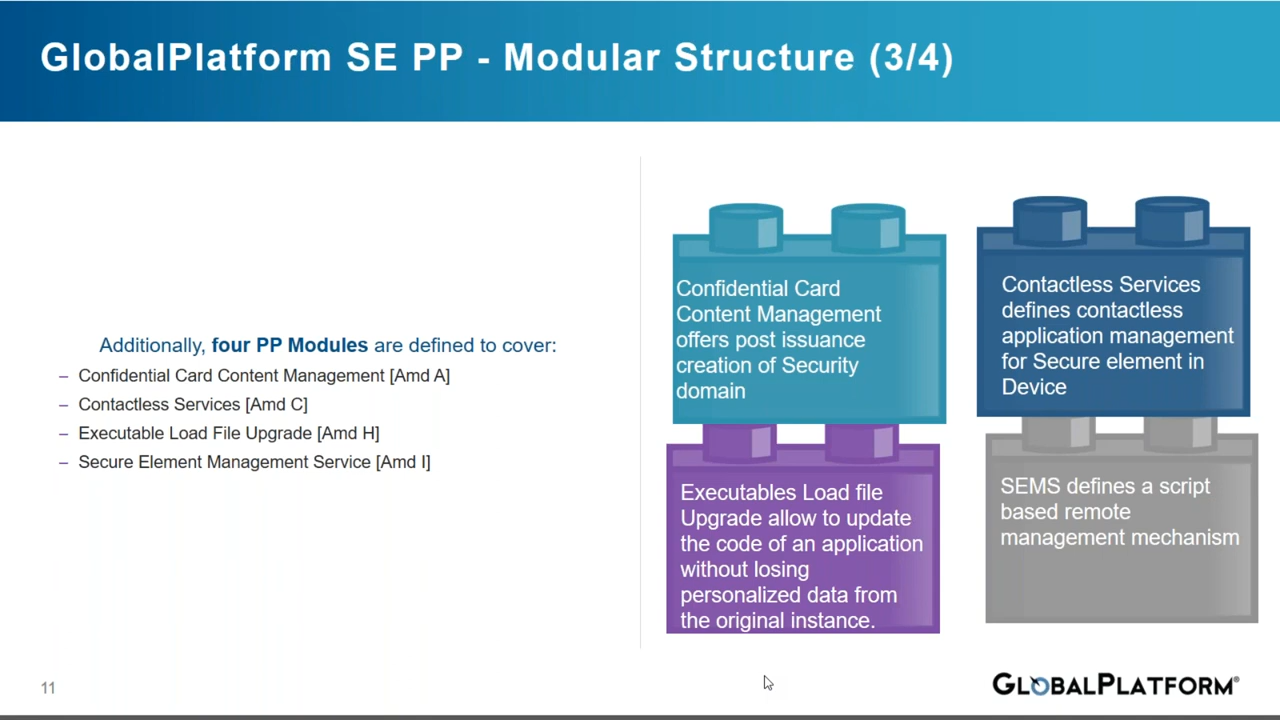 GlobalPlatform SE PP - Modular Structure (3/4)
Additionally, four PP Modules are defined to cover:
– Confidential Card Content Management [Amd A]
– Contactless Services [Amd C]
– Executable Load File Upgrade [Amd H]
– Secure Element Management Service [Amd I]
Confidential Card
Content Management
offers post issuance
creation of Security
domain
Contactless Services
defines contactless
application management
for Secure element in
Device
Executables Load file
Upgrade allow to update
the code of an application
without losing
personalized data from
the original instance.
SEMS defines a script
based remote
management mechanism
11
GLOBALPLATFORM®